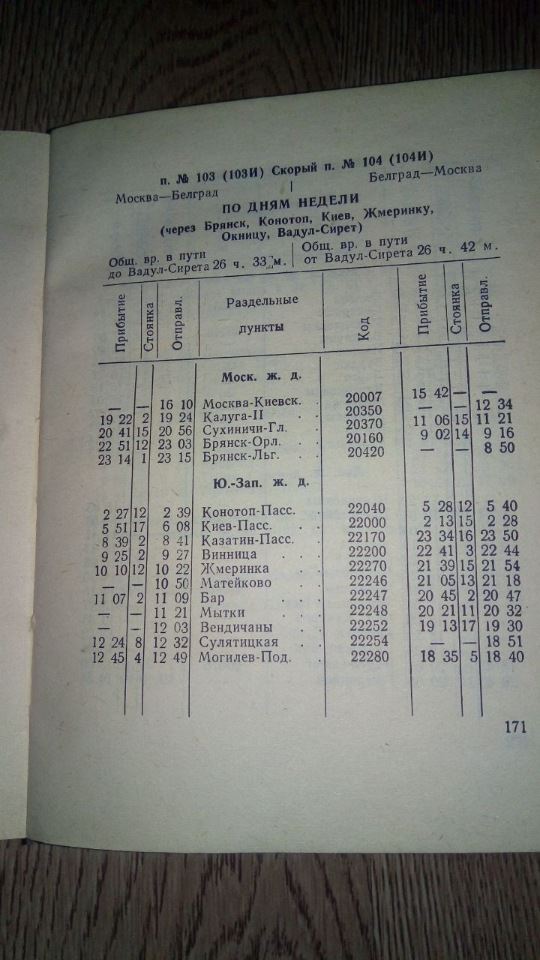 п. № 103 (103И) Скорый п. № 104 (104И)
Москва—Белград | Белград—Москва
ПО ДНЯМ НЕДЕЛИ
(через Брянск, Конотоп, Киев, Жмеринку,
Окницу, Вадул-Сирет)
Общ. вр. в пути
до Вадул-Сирета 26 ч. 33 м.
Общ. вр. в пути
от Вадул-Сирета 26 ч. 42 м.
Прибытие Стоянка Отправл. Раздельные пункты Код Прибытие Стоянка Отправл.
Моск. ж. д.
— — 16 10 Москва-Киевск. . 20007 15 42 — —
19 22 2 19 24 Калуга-II . . 20350 — — 12 34
20 41 15 20 56 Сухиничи-Гл. . 20370 11 06 15 11 21
22 51 12 23 03 Брянск-Орл. . . 20160 9 02 14 9 16
23 14 1 23 15 Брянск-Льг. . 20420 — — 8 50
Ю.-Зап. ж. д.
2 27 12 2 39 Конотоп-Пасс. . 22040 5 28 12 5 40
5 51 17 6 08 Киев-Пасс. . . 22000 2 13 15 2 28
8 39 2 8 41 Казатин-Пасс. . 22170 23 34 16 23 50
9 25 2 9 27 Винница . . . 22200 22 41 3 22 44
10 10 12 10 22 Жмеринка . . 22270 21 39 15 21 54
— — 10 50 Матейково . . 22246 21 05 13 21 18
11 07 2 11 09 Бар . . . 22247 20 45 2 20 47
— — 11 21 Мытки . . . 22248 20 21 11 20 32
— — 12 03 Вендичаны . . 22252 19 13 17 19 30
12 24 8 12 32 Сулятицкая . . 22254 — — 18 51
12 45 4 12 49 Могилев-Под. . 22280 18 35 5 18 40
171